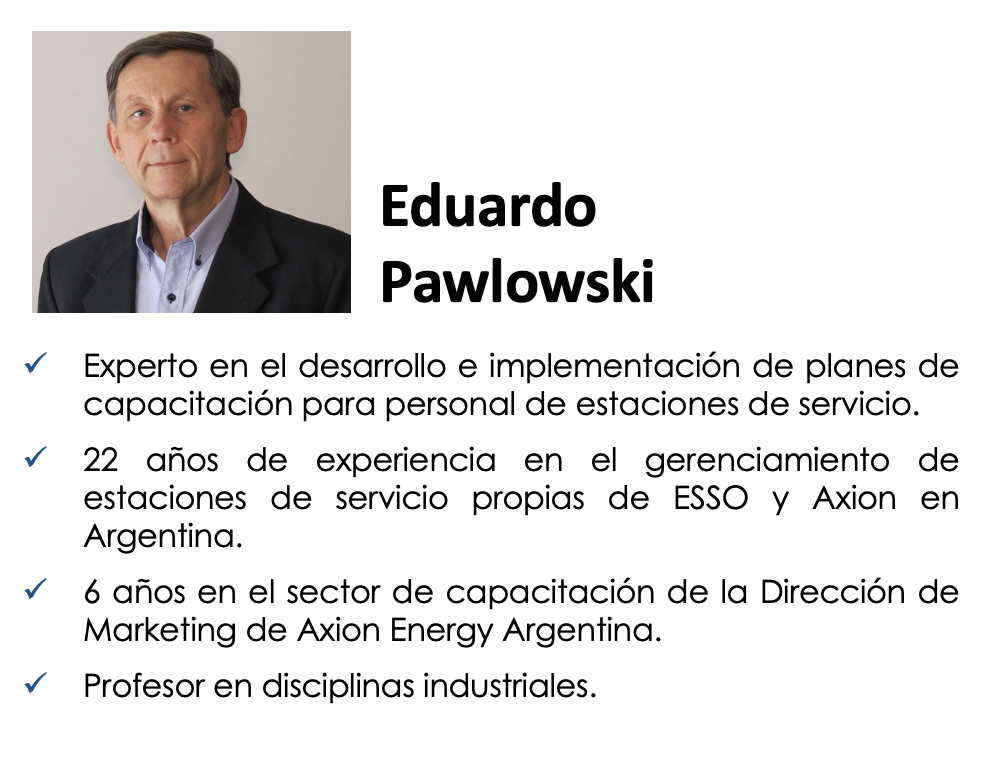 Eduardo
Pawlowski
✓ Experto en el desarrollo e implementación de planes de
capacitación para personal de estaciones de servicio.
✓ 22 años de experiencia en el gerenciamiento de
estaciones de servicio propias de ESSO y Axion en
Argentina.
✓ 6 años en el sector de capacitación de la Dirección de
Marketing de Axion Energy Argentina.
✓ Profesor en disciplinas industriales.